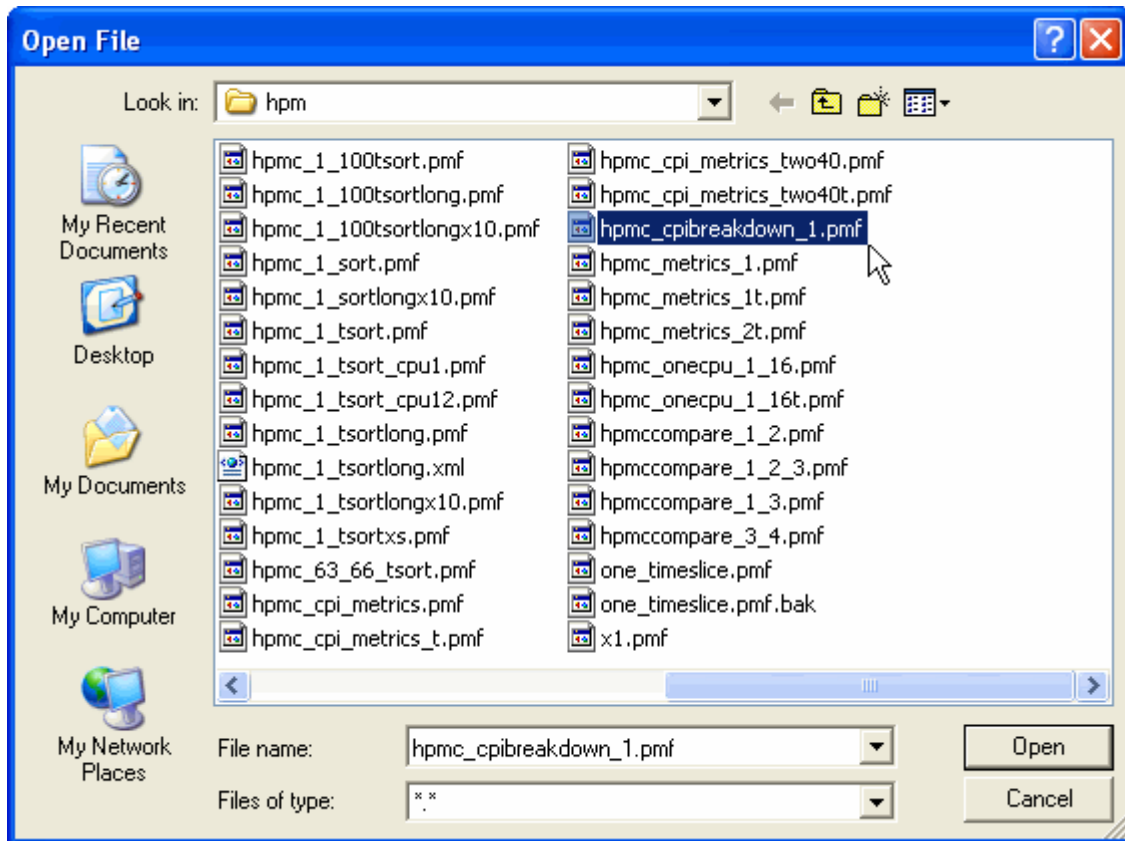 Open File
Look in:
hpm
My Recent
Documents
Desktop
My Documents
My Computer
My Network
Places
hpmc_1_100tsort.pmf
hpmc_1_100tsortlong.pmf
hpmc_1_100tsortlongx10.pmf
hpmc_1_sort.pmf
hpmc_1_sortlongx10.pmf
hpmc_1_tsort.pmf
hpmc_1_tsort_cpu1.pmf
hpmc_1_tsort_cpu12.pmf
hpmc_1_tsortlong.pmf
hpmc_1_tsortlong.xml
hpmc_1_tsortlongx10.pmf
hpmc_1_tsortxs.pmf
hpmc_63_66_tsort.pmf
hpmc_cpi_metrics.pmf
hpmc_cpi_metrics_t.pmf
hpmc_cpi_metrics_two40.pmf
hpmc_cpi_metrics_two40t.pmf
hpmc_cpibreakdown_1.pmf
hpmc_metrics_1.pmf
hpmc_metrics_1t.pmf
hpmc_metrics_2t.pmf
hpmc_onecpu_1_16.pmf
hpmc_onecpu_1_16t.pmf
hpmccompare_1_2.pmf
hpmccompare_1_2_3.pmf
hpmccompare_1_3.pmf
hpmccompare_3_4.pmf
one_timeslice.pmf
one_timeslice.pmf.bak
x1.pmf
File name:
hpmc_cpibreakdown_1.pmf
Open
Files of type:
*.*
Cancel